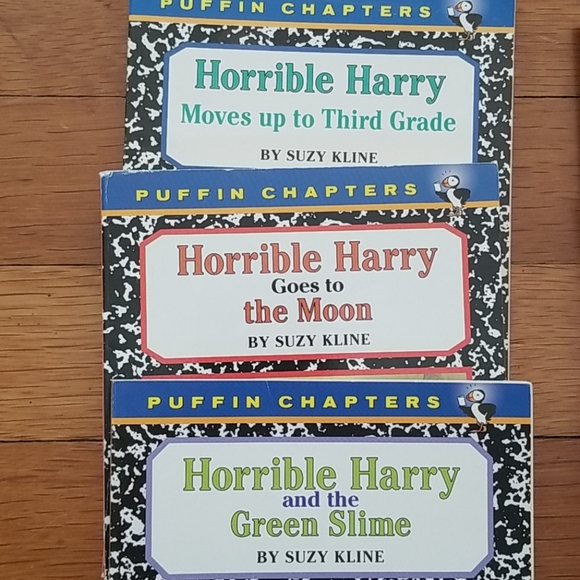 PUFFIN CHAPTERS
Horrible Harry
Moves up to Third Grade
BY SUZY KLINE
PUFFIN CHAPTERS
Horrible Harry
Goes to
the Moon
BY SUZY KLINE
PUFFIN CHAPTERS
Horrible Harry
and the
Green Slime
BY SUZY KLINE